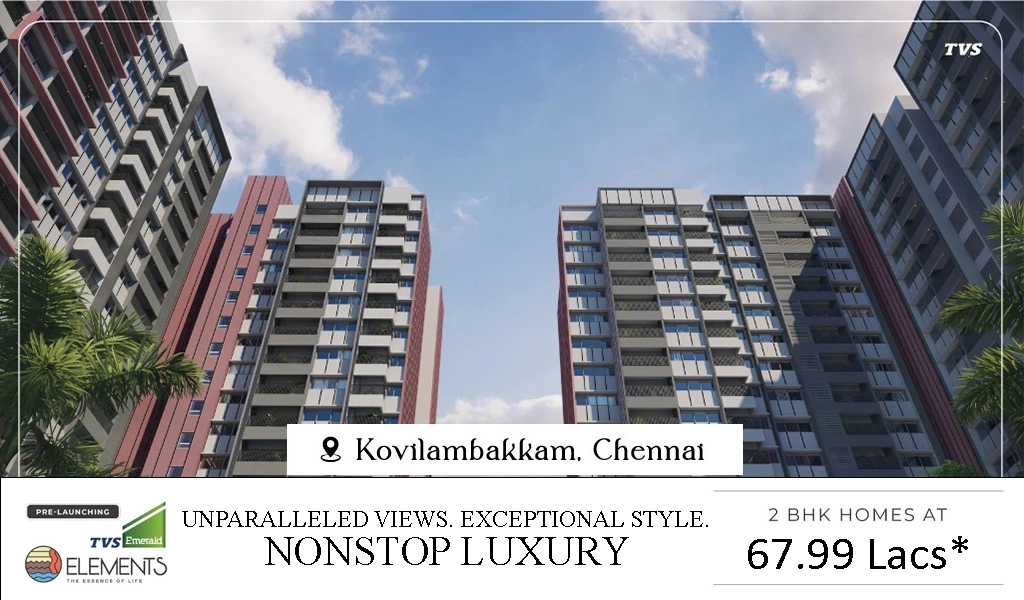 TVS
Kovilambakkam, Chennai
PRE-LAUNCHING
TVS Emerald
ELEMENTS
THE ESSENCE OF LIFE
UNPARALLELED VIEWS. EXCEPTIONAL STYLE.
NONSTOP LUXURY
2 BHK HOMES AT
67.99 Lacs*